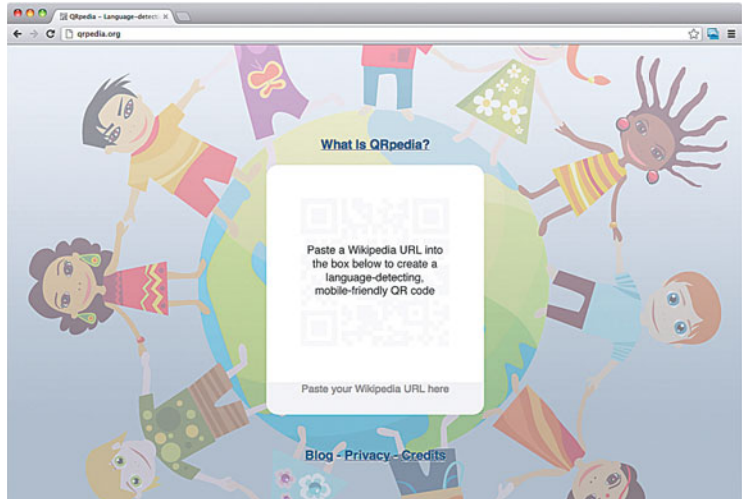 QRpedia - Language-detecti
qrpedia.org
What Is QRpedia?
Paste a Wikipedia URL into
the box below to create a
language-detecting,
mobile-friendly QR code
Paste your Wikipedia URL here
Blog - Privacy - Credits